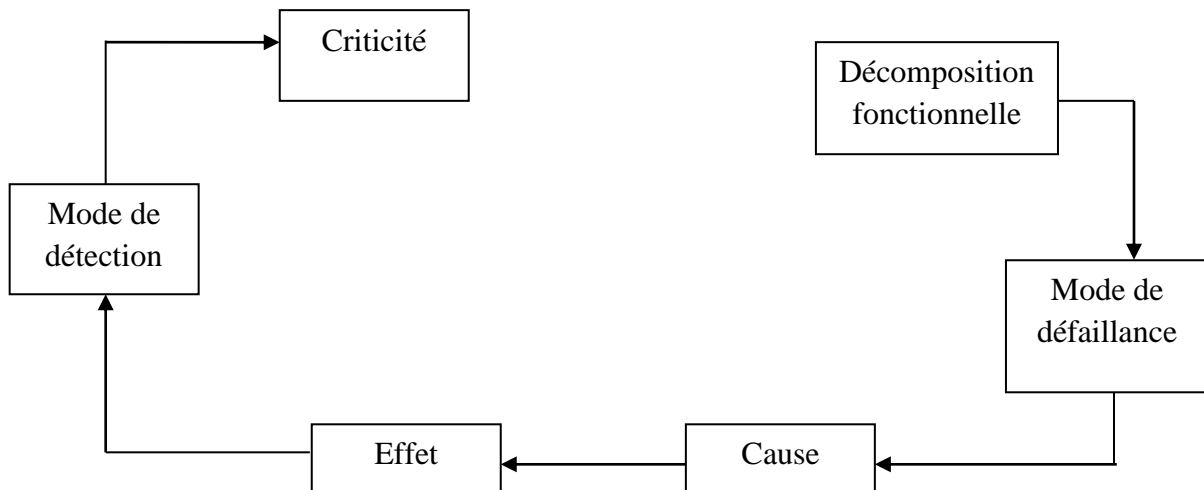 Criticité
Décomposition
fonctionnelle
Mode de
détection
Mode de
défaillance
Effet
Cause